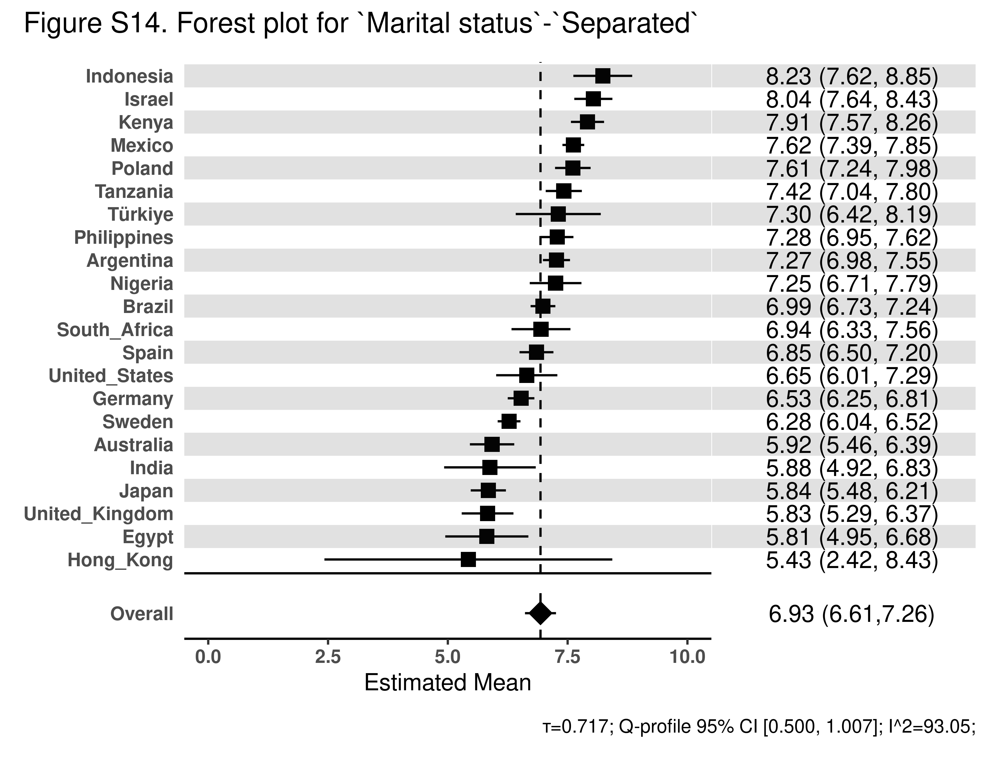 Figure S14. Forest plot for `Marital status`-`Separated`
Indonesia 8.23 (7.62, 8.85)
Israel 8.04 (7.64, 8.43)
Kenya 7.91 (7.57, 8.26)
Mexico 7.62 (7.39, 7.85)
Poland 7.61 (7.24, 7.98)
Tanzania 7.42 (7.04, 7.80)
Türkiye 7.30 (6.42, 8.19)
Philippines 7.28 (6.95, 7.62)
Argentina 7.27 (6.98, 7.55)
Nigeria 7.25 (6.71, 7.79)
Brazil 6.99 (6.73, 7.24)
South_Africa 6.94 (6.33, 7.56)
Spain 6.85 (6.50, 7.20)
United_States 6.65 (6.01, 7.29)
Germany 6.53 (6.25, 6.81)
Sweden 6.28 (6.04, 6.52)
Australia 5.92 (5.46, 6.39)
India 5.88 (4.92, 6.83)
Japan 5.84 (5.48, 6.21)
United_Kingdom 5.83 (5.29, 6.37)
Egypt 5.81 (4.95, 6.68)
Hong_Kong 5.43 (2.42, 8.43)
Overall 6.93 (6.61,7.26)
0.0 2.5 5.0 7.5 10.0
Estimated Mean
τ=0.717; Q-profile 95% CI [0.500, 1.007]; I^2=93.05;